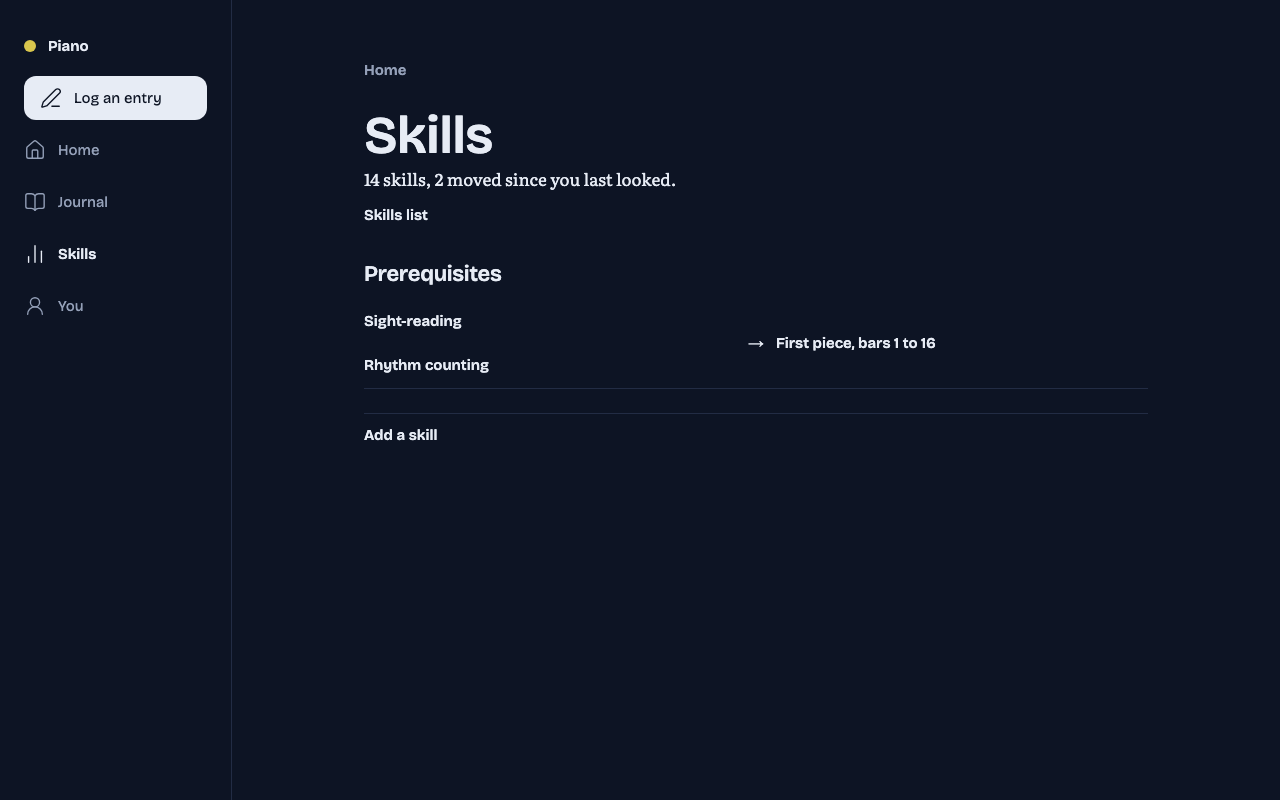 Piano
Log an entry
Home
Journal
Skills
You
Home
Skills
14 skills, 2 moved since you last looked.
Skills list
Prerequisites
Sight-reading
Rhythm counting
→ First piece, bars 1 to 16
Add a skill